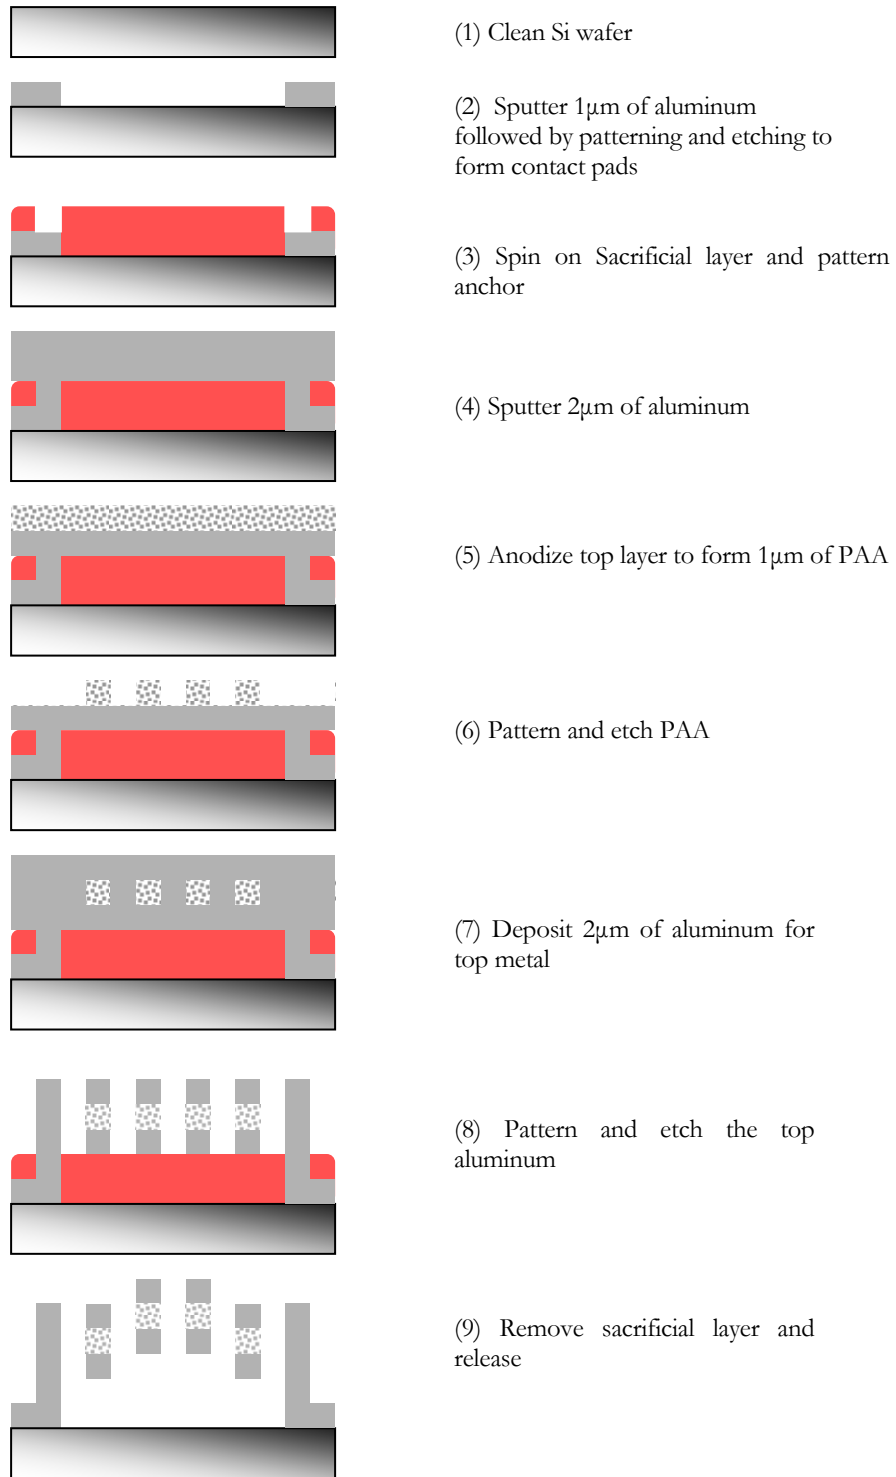 (1) Clean Si wafer
(2) Sputter 1µm of aluminum
followed by patterning and etching to
form contact pads
(3) Spin on Sacrificial layer and pattern
anchor
(4) Sputter 2µm of aluminum
(5) Anodize top layer to form 1µm of PAA
(6) Pattern and etch PAA
(7) Deposit 2µm of aluminum for
top metal
(8) Pattern and etch the top
aluminum
(9) Remove sacrificial layer and
release